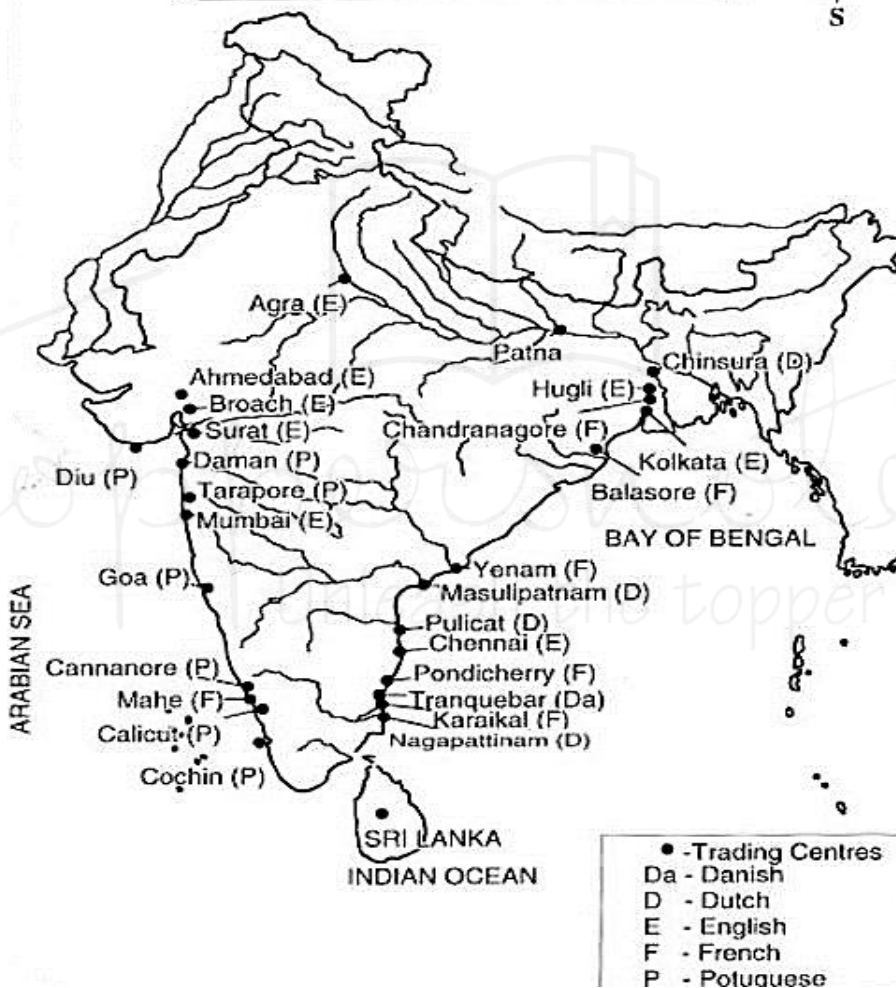 S
Agra (E)
Patna
Ahmedabad (E)
Chinsura (D)
Broach (E)
Hugli (E)
Surat (E)
Chandranagore (F)
Diu (P)
Daman (P)
Kolkata (E)
Tarapore (P)
Balasore (F)
Mumbai (E)
BAY OF BENGAL
Goa (P)
Yenam (F)
Masulipatnam (D)
ARABIAN SEA
Pulicat (D)
Chennai (E)
Cannanore (P)
Pondicherry (F)
Mahe (F)
Tranquebar (Da)
Karaikal (F)
Calicut (P)
Nagapattinam (D)
Cochin (P)
SRI LANKA
INDIAN OCEAN
-Trading Centres
Da - Danish
D - Dutch
E - English
F - French
P - Potuguese
the topper